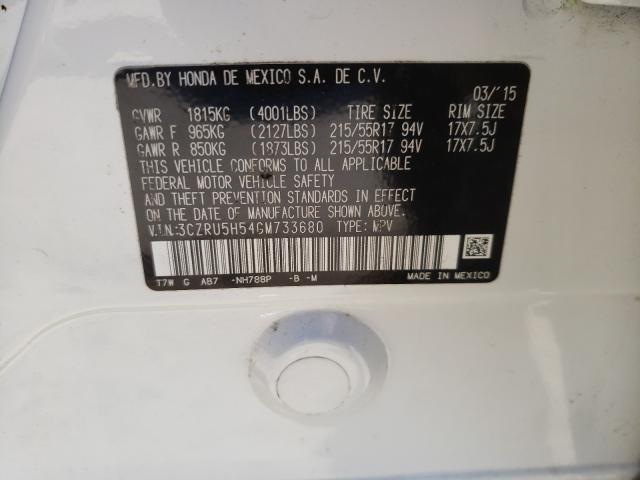 MFD.BY HONDA DE MEXICO S.A. DE C.V.
03/'15
GVWR 1815KG (4001LBS) TIRE SIZE RIM SIZE
GAWR F 965KG (2127LBS) 215/55R17 94V 17X7.5J
GAWR R 850KG (1873LBS) 215/55R17 94V 17X7.5J
THIS VEHICLE CONFORMS TO ALL APPLICABLE
FEDERAL MOTOR VEHICLE SAFETY
AND THEFT PREVENTION STANDARDS IN EFFECT
ON THE DATE OF MANUFACTURE SHOWN ABOVE.
V.I.N:3CZRU5H54GM733680 TYPE: MPV
T7W G AB7 -NH788P -B -M
MADE IN MEXICO